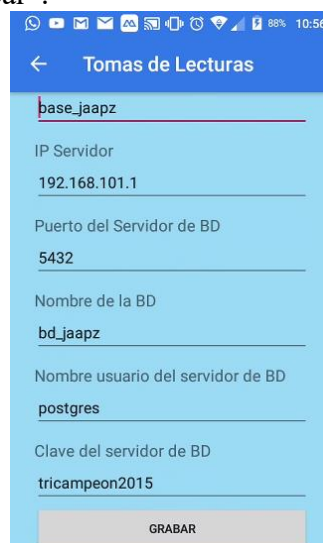 88% 10:56
Tomas de Lecturas
base_jaapz
IP Servidor
192.168.101.1
Puerto del Servidor de BD
5432
Nombre de la BD
bd_jaapz
Nombre usuario del servidor de BD
postgres
Clave del servidor de BD
tricampeon2015
GRABAR